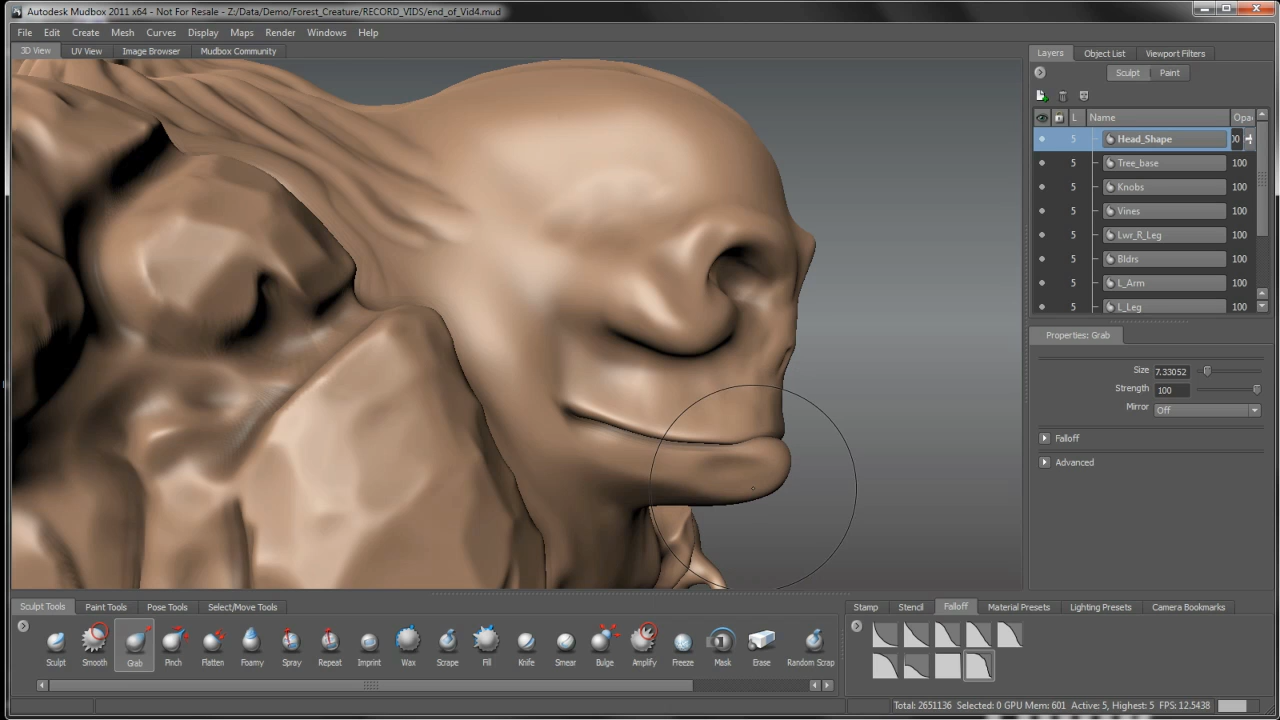 Autodesk Mudbox 2011 x64 - Not For Resale - Z:/Data/Demo/Forest_Creature/RECORD_VIDS/end_of_Vid4.mud
File Edit Create Mesh Curves Display Maps Render Windows Help
3D View UV View Image Browser Mudbox Community
Layers Object List Viewport Filters
Sculpt Paint
L Name Opa
5 Head_Shape 00
5 Tree_base 100
5 Knobs 100
5 Vines 100
5 Lwr_R_Leg 100
5 Bldrs 100
5 L_Arm 100
5 L_Leg 100
Properties: Grab
Size 7.33052
Strength 100
Mirror Off
Falloff
Advanced
Sculpt Tools Paint Tools Pose Tools Select/Move Tools
Sculpt Smooth Grab Pinch Flatten Foamy Spray Repeat Imprint Wax Scrape Fill Knife Smear Bulge Amplify Freeze Mask Erase Random Scrap
Stamp Stencil Falloff Material Presets Lighting Presets Camera Bookmarks
Total: 2651136 Selected: 0 GPU Mem: 601 Active: 5, Highest: 5 FPS: 12.5438